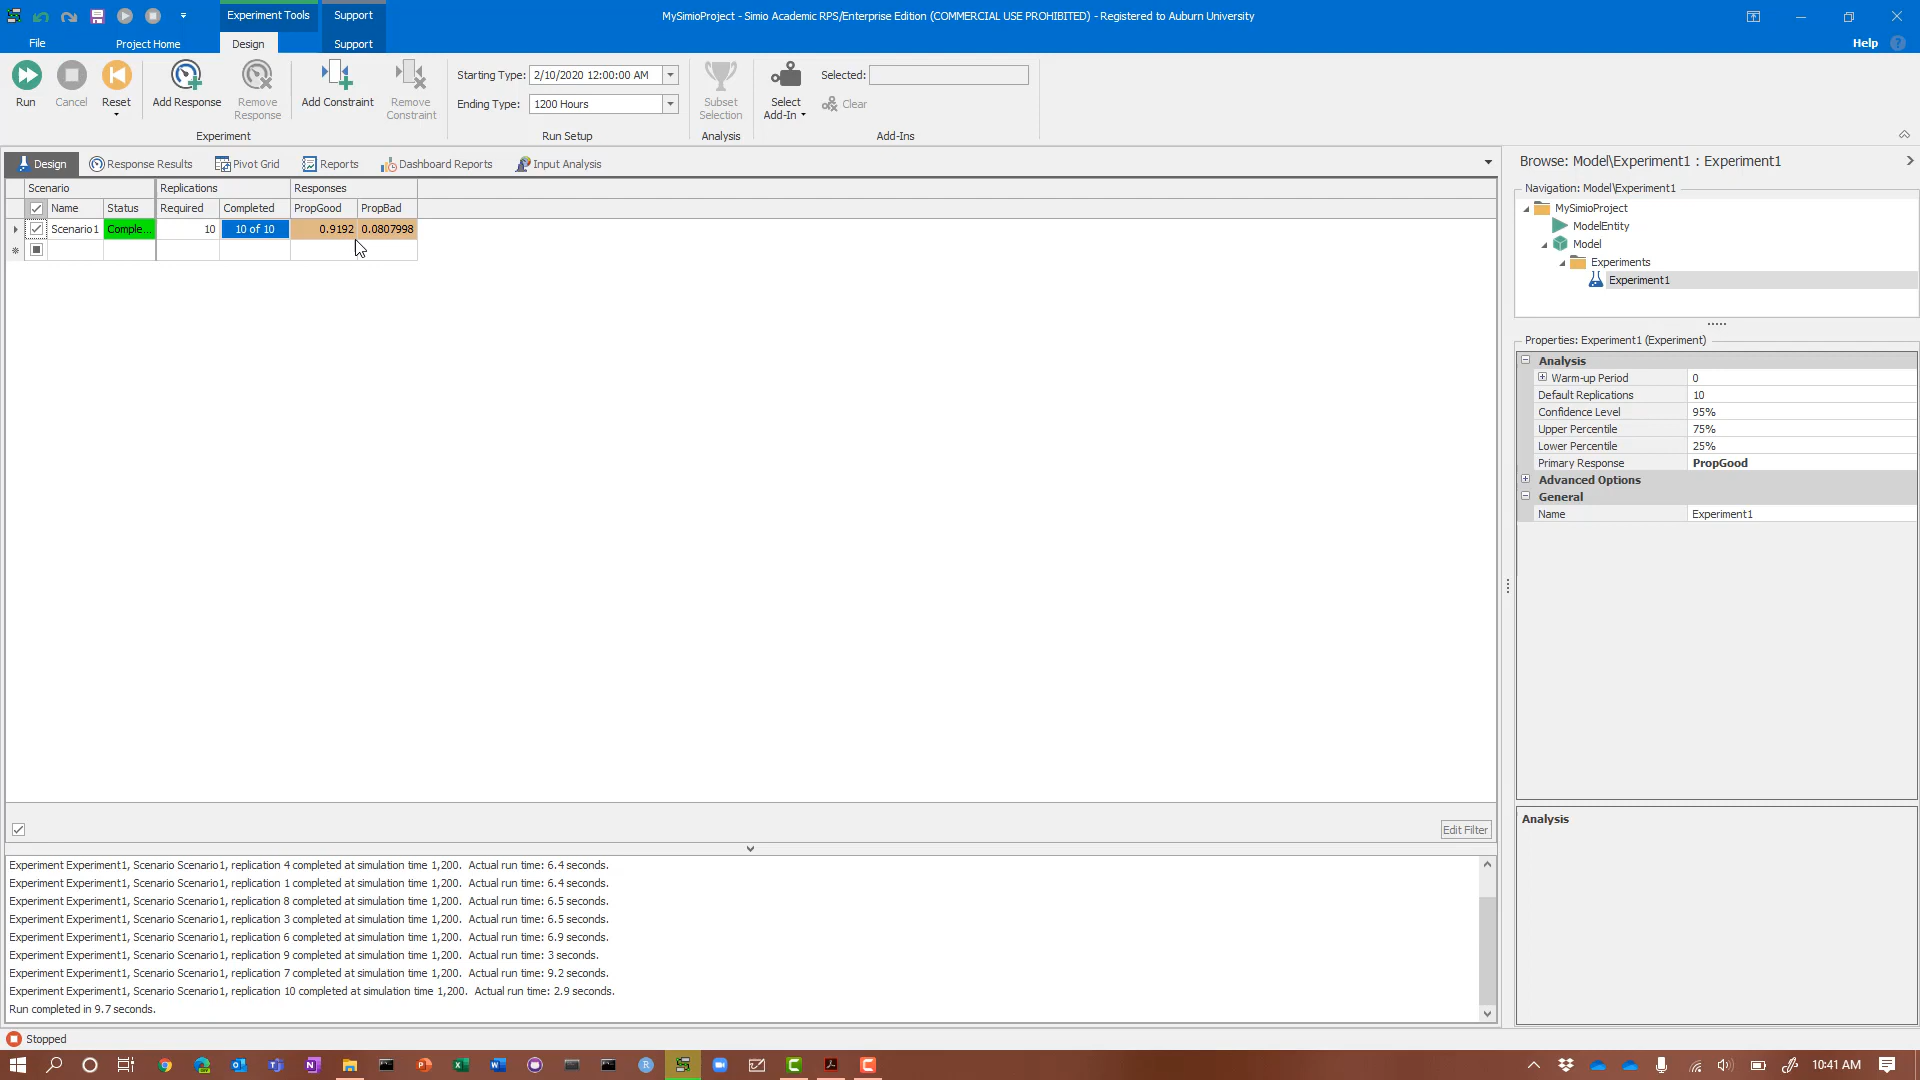 Experiment Tools Support MySimioProject - Simio Academic RPS/Enterprise Edition (COMMERCIAL USE PROHIBITED) - Registered to Auburn University
File Project Home Design Support Help
Run Cancel Reset Add Response Remove Response Add Constraint Remove Constraint
Experiment
Starting Type: 2/10/2020 12:00:00 AM
Ending Type: 1200 Hours
Run Setup
Subset Selection
Analysis
Select Add-In
Selected:
Clear
Add-Ins
Design Response Results Pivot Grid Reports Dashboard Reports Input Analysis
Scenario Replications Responses
Name Status Required Completed PropGood PropBad
Scenario1 Comple... 10 10 of 10 0.9192 0.0807998
Edit Filter
Experiment Experiment1, Scenario Scenario1, replication 4 completed at simulation time 1,200. Actual run time: 6.4 seconds.
Experiment Experiment1, Scenario Scenario1, replication 1 completed at simulation time 1,200. Actual run time: 6.4 seconds.
Experiment Experiment1, Scenario Scenario1, replication 8 completed at simulation time 1,200. Actual run time: 6.5 seconds.
Experiment Experiment1, Scenario Scenario1, replication 3 completed at simulation time 1,200. Actual run time: 6.5 seconds.
Experiment Experiment1, Scenario Scenario1, replication 6 completed at simulation time 1,200. Actual run time: 6.9 seconds.
Experiment Experiment1, Scenario Scenario1, replication 9 completed at simulation time 1,200. Actual run time: 3 seconds.
Experiment Experiment1, Scenario Scenario1, replication 7 completed at simulation time 1,200. Actual run time: 9.2 seconds.
Experiment Experiment1, Scenario Scenario1, replication 10 completed at simulation time 1,200. Actual run time: 2.9 seconds.
Run completed in 9.7 seconds.
Browse: Model\Experiment1 : Experiment1
Navigation: Model\Experiment1
MySimioProject
ModelEntity
Model
Experiments
Experiment1
Properties: Experiment1 (Experiment)
Analysis
Warm-up Period 0
Default Replications 10
Confidence Level 95%
Upper Percentile 75%
Lower Percentile 25%
Primary Response PropGood
Advanced Options
General
Name Experiment1
Analysis
Stopped
10:41 AM